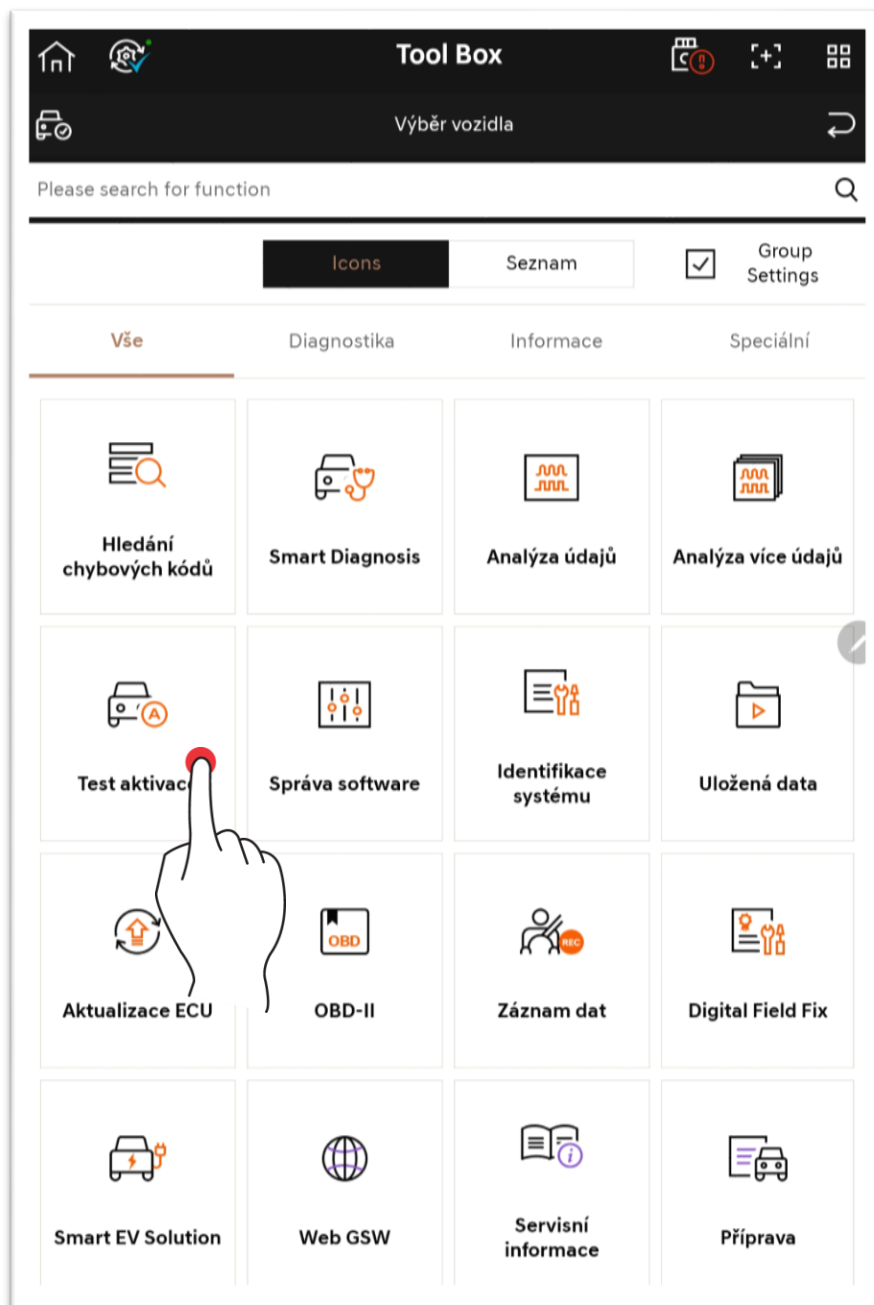 Tool Box
Výběr vozidla
Please search for function
Icons
Seznam
Group
Settings
Vše
Diagnostika
Informace
Speciální
Hledání
chybových kódů
Smart Diagnosis
Analýza údajů
Analýza více údajů
A
Test aktivac
Správa software
Identifikace
systému
Uložená data
OBD
REC
Aktualizace ECU
OBD-II
Záznam dat
Digital Field Fix
i
Smart EV Solution
Web GSW
Servisní
informace
Příprava